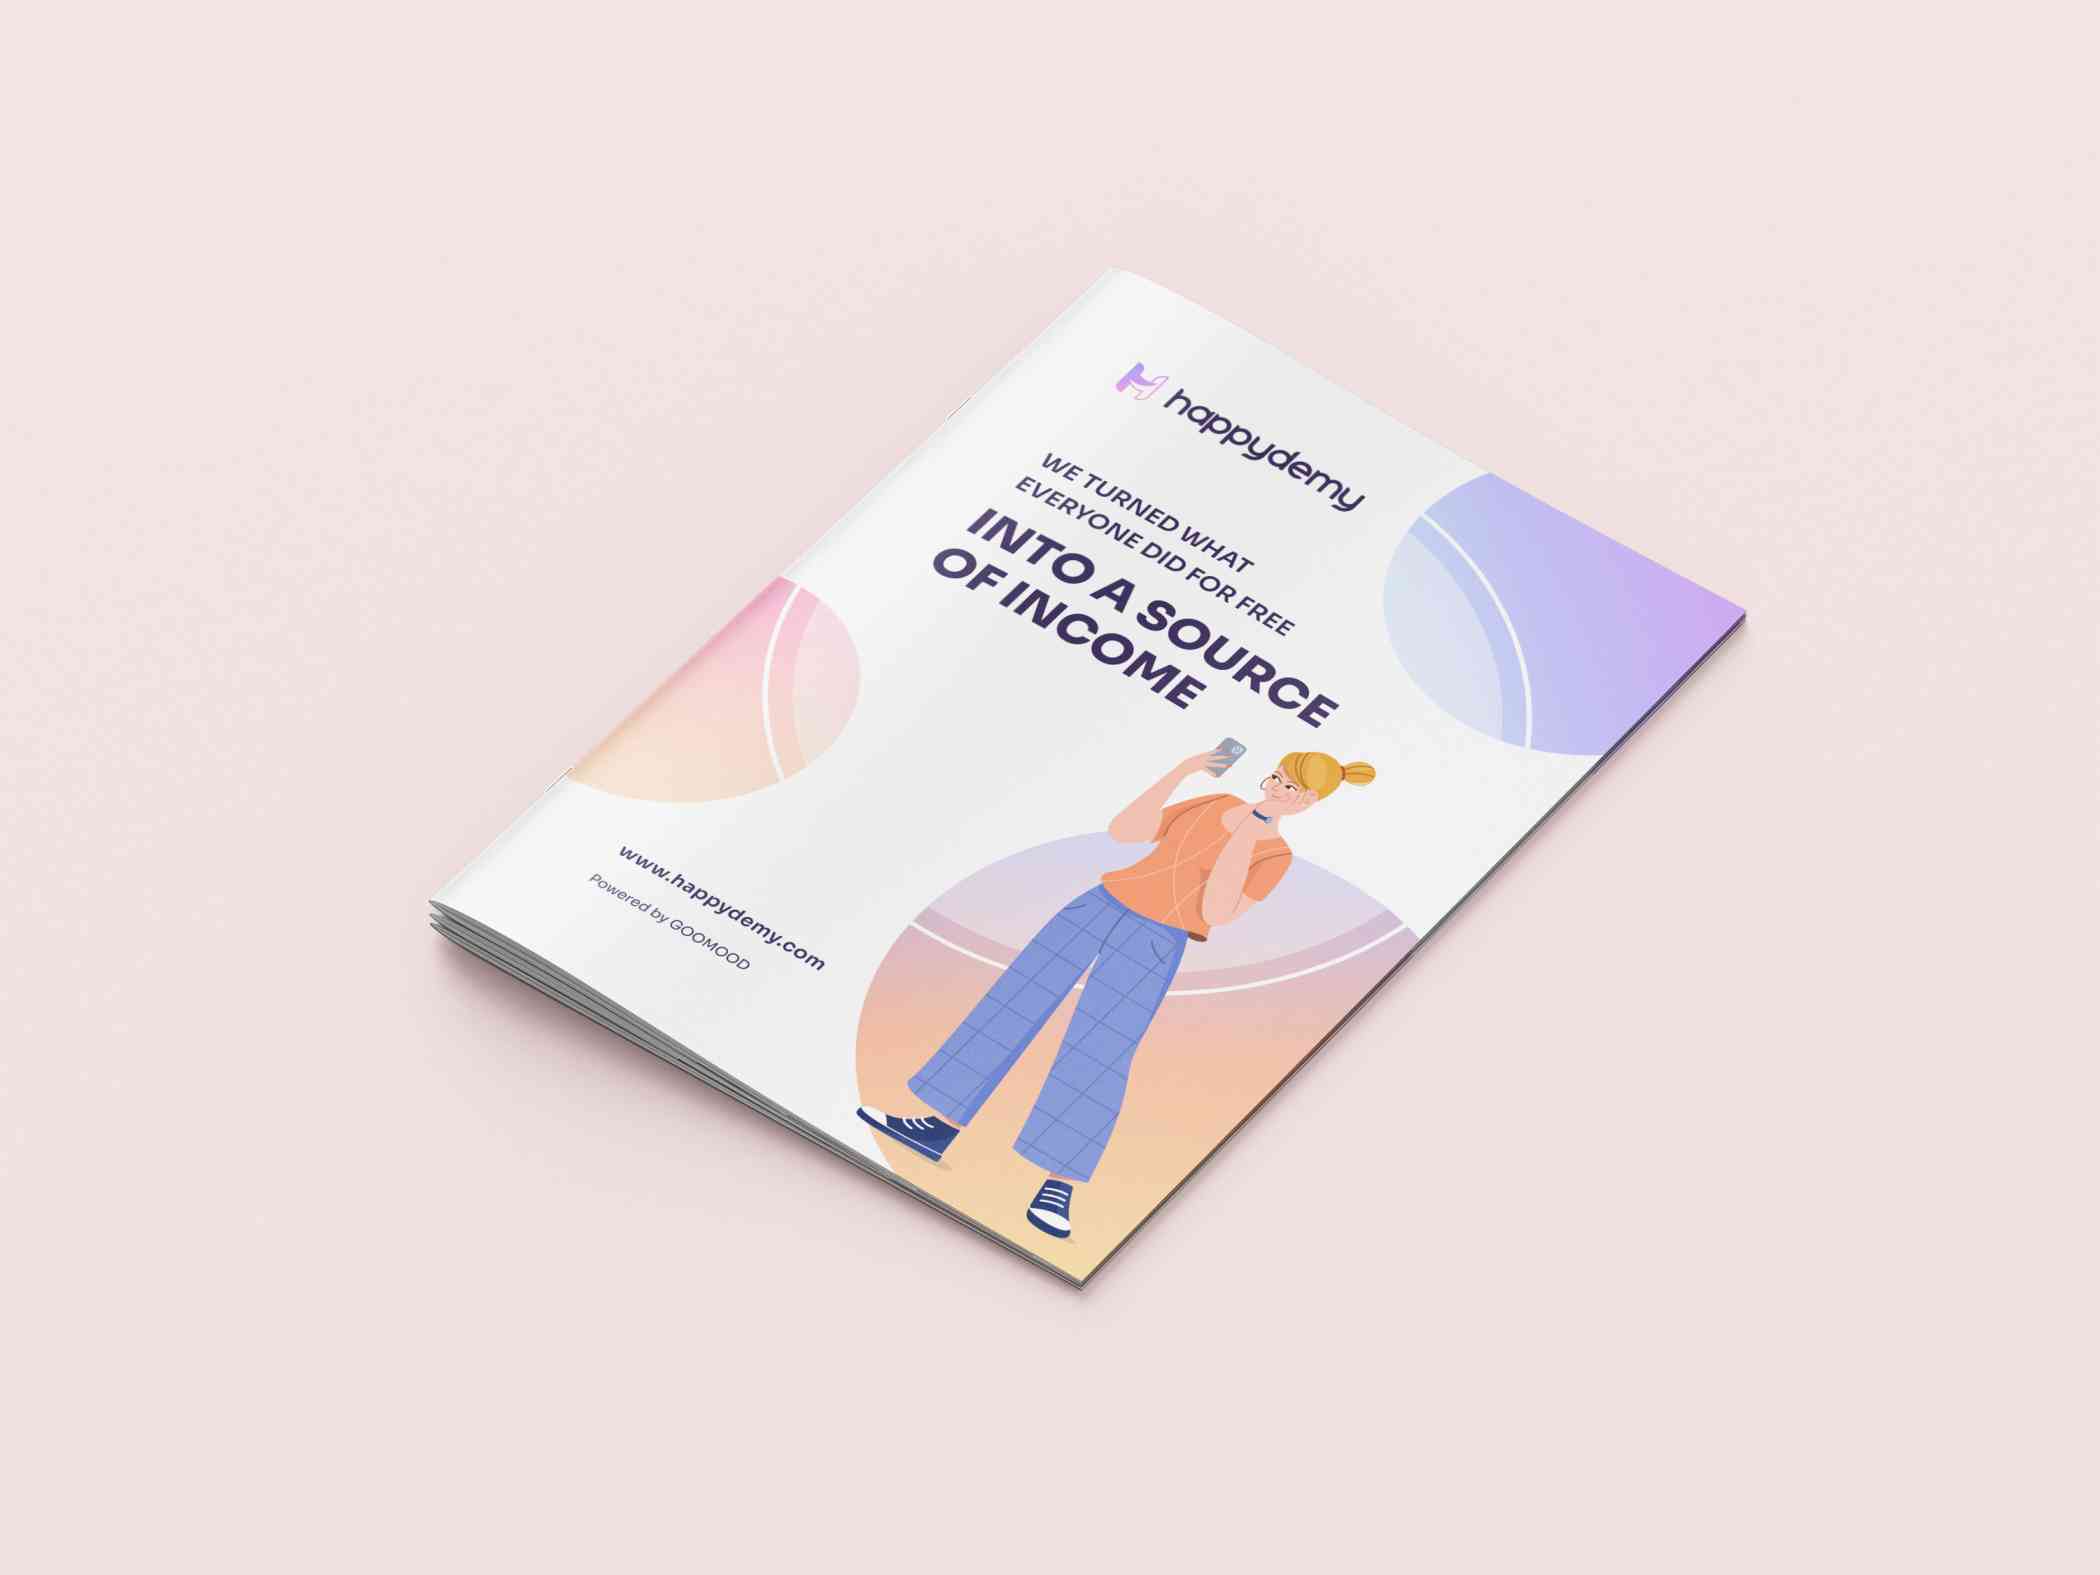 happydemy
WE TURNED WHAT
EVERYONE DID FOR FREE
INTO A SOURCE
OF INCOME
www.happydemy.com
Powered by GOOMOOD